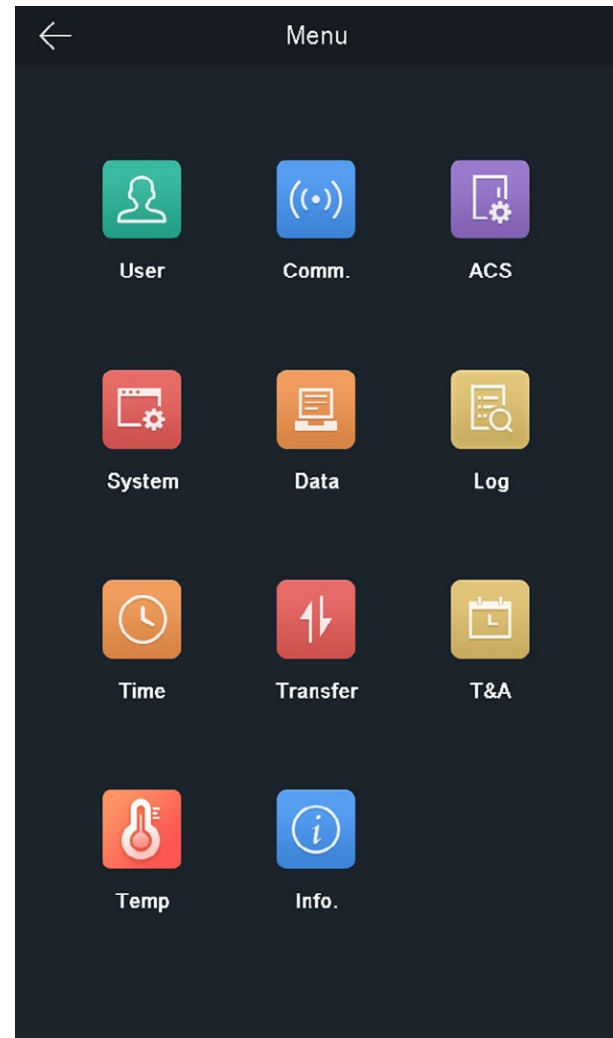 Menu
User Comm. ACS
System Data Log
Time Transfer T&A
Temp Info.